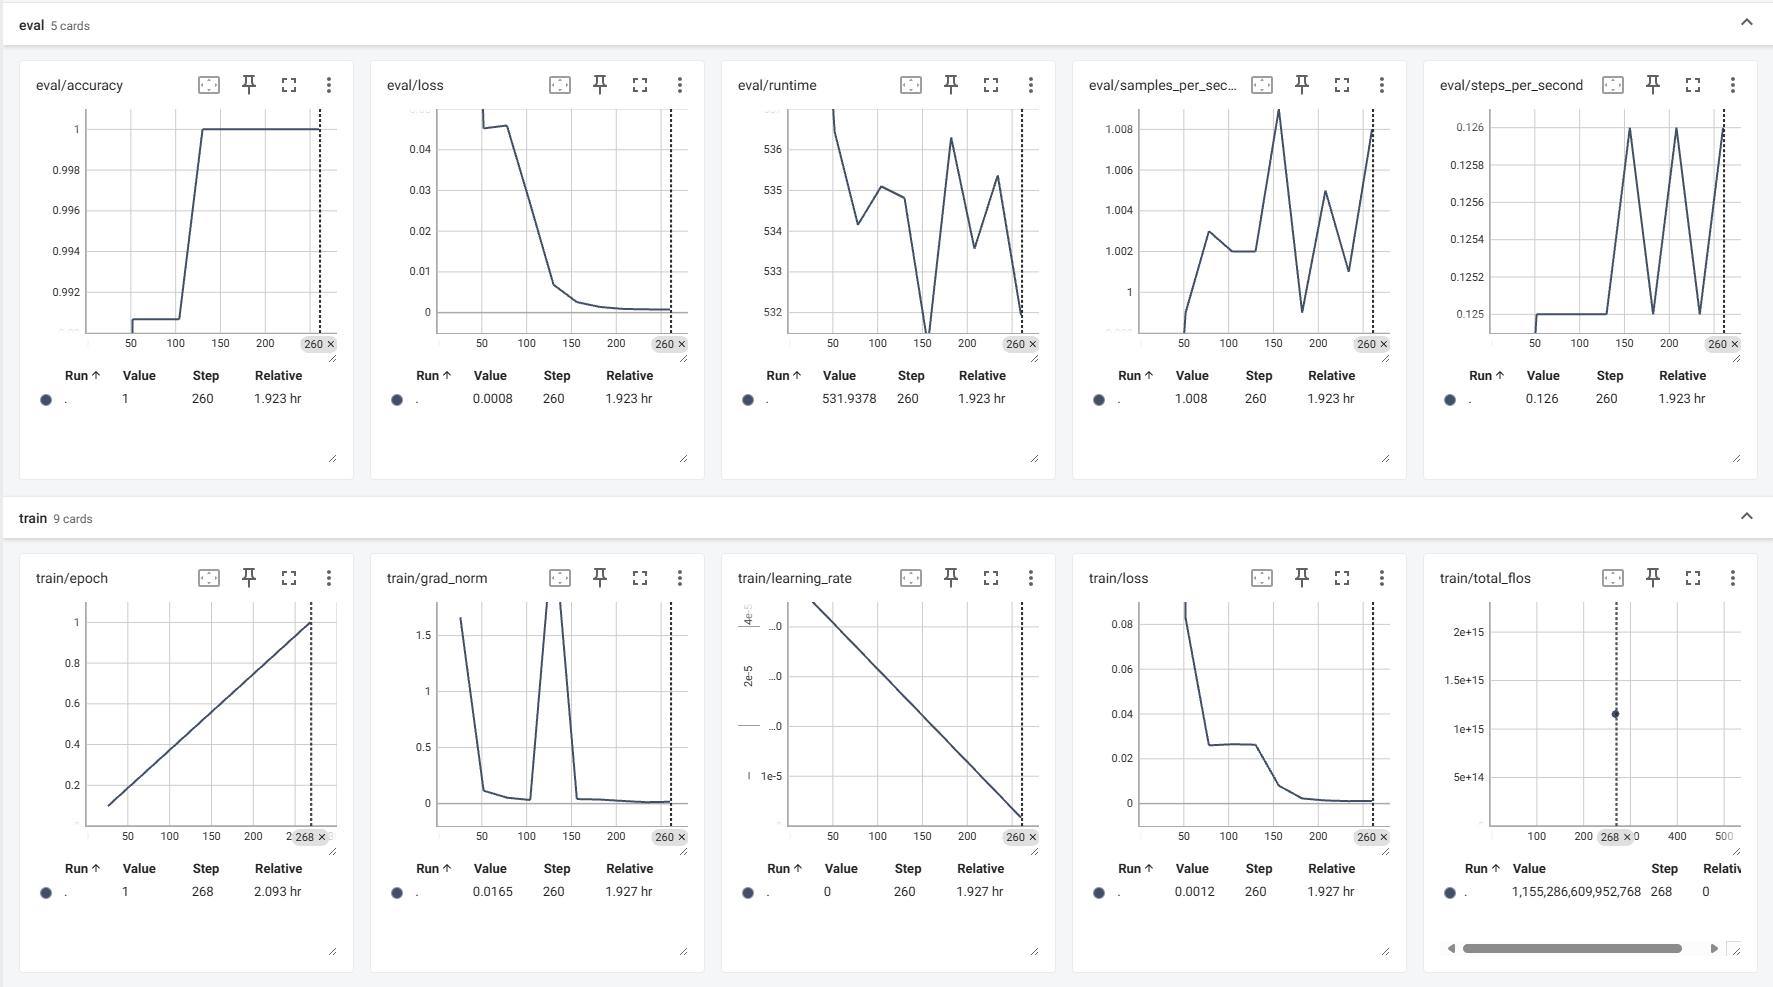 eval 5 cards
eval/accuracy
1
0.998
0.996
0.994
0.992
50 100 150 200 260
Run Value Step Relative
. 1 260 1.923 hr
eval/loss
0.04
0.03
0.02
0.01
0
50 100 150 200 260
Run Value Step Relative
. 0.0008 260 1.923 hr
eval/runtime
536
535
534
533
532
50 100 150 200 260
Run Value Step Relative
. 531.9378 260 1.923 hr
eval/samples_per_sec...
1.008
1.006
1.004
1.002
1
50 100 150 200 260
Run Value Step Relative
. 1.008 260 1.923 hr
eval/steps_per_second
0.126
0.1258
0.1256
0.1254
0.1252
0.125
50 100 150 200 260
Run Value Step Relative
. 0.126 260 1.923 hr
train 9 cards
train/epoch
1
0.8
0.6
0.4
0.2
50 100 150 200 2 268
Run Value Step Relative
. 1 268 2.093 hr
train/grad_norm
1.5
1
0.5
0
50 100 150 200 260
Run Value Step Relative
. 0.0165 260 1.927 hr
train/learning_rate
4e-5
2e-5
...0
...0
...0
1e-5
50 100 150 200 260
Run Value Step Relative
. 0 260 1.927 hr
train/loss
0.08
0.06
0.04
0.02
0
50 100 150 200 260
Run Value Step Relative
. 0.0012 260 1.927 hr
train/total_flos
2e+15
1.5e+15
1e+15
5e+14
100 200 268 0 400 500
Run Value Step Relativ
. 1,155,286,609,952,768 268 0